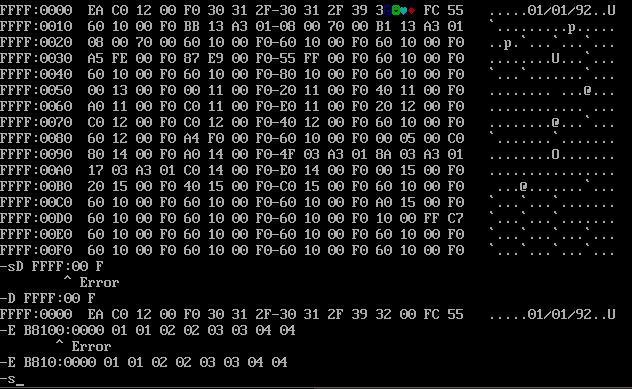 FFFF:0000  EA C0 12 00 F0 30 31 2F-30 31 2F 39 3☺☻♥♦ FC 55   .....01/01/92..U
FFFF:0010  60 10 00 F0 BB 13 A3 01-08 00 70 00 B1 13 A3 01   `.........p.....
FFFF:0020  08 00 70 00 60 10 00 F0-60 10 00 F0 60 10 00 F0   ..p.`...`...`...
FFFF:0030  A5 FE 00 F0 87 E9 00 F0-55 FF 00 F0 60 10 00 F0   ........U...`...
FFFF:0040  60 10 00 F0 60 10 00 F0-80 10 00 F0 60 10 00 F0   `...`.......`...
FFFF:0050  00 13 00 F0 00 11 00 F0-20 11 00 F0 40 11 00 F0   ........ ...@...
FFFF:0060  A0 11 00 F0 C0 11 00 F0-E0 11 00 F0 20 12 00 F0   ............ ...
FFFF:0070  C0 12 00 F0 C0 12 00 F0-40 12 00 F0 60 10 00 F0   ........@...`...
FFFF:0080  60 12 00 F0 A4 F0 00 F0-60 10 00 F0 00 05 00 C0   `.......`.......
FFFF:0090  80 14 00 F0 A0 14 00 F0-4F 03 A3 01 8A 03 A3 01   ........O.......
FFFF:00A0  17 03 A3 01 C0 14 00 F0-E0 14 00 F0 00 15 00 F0   ................
FFFF:00B0  20 15 00 F0 40 15 00 F0-C0 15 00 F0 60 10 00 F0    ...@.......`...
FFFF:00C0  60 10 00 F0 60 10 00 F0-60 10 00 F0 A0 15 00 F0   `...`...`.......
FFFF:00D0  60 10 00 F0 60 10 00 F0-60 10 00 F0 10 00 FF C7   `...`...`.......
FFFF:00E0  60 10 00 F0 60 10 00 F0-60 10 00 F0 60 10 00 F0   `...`...`...`...
FFFF:00F0  60 10 00 F0 60 10 00 F0-60 10 00 F0 60 10 00 F0   `...`...`...`...
-sD FFFF:00 F
        ^ Error
-D FFFF:00 F
FFFF:0000  EA C0 12 00 F0 30 31 2F-30 31 2F 39 32 00 FC 55   .....01/01/92..U
-E B8100:0000 01 01 02 02 03 03 04 04
       ^ Error
-E B810:0000 01 01 02 02 03 03 04 04
-s_